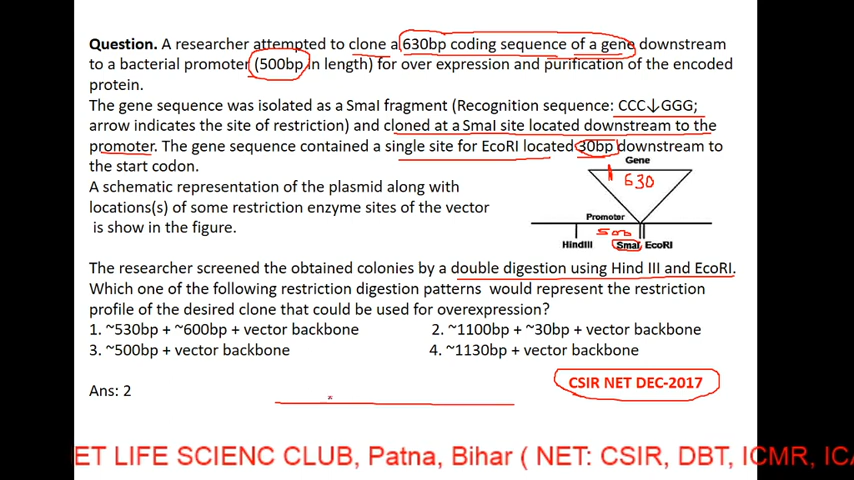 Question. A researcher attempted to clone a 630bp coding sequence of a gene downstream
to a bacterial promoter (500bp in length) for over expression and purification of the encoded
protein.
The gene sequence was isolated as a SmaI fragment (Recognition sequence: CCC↓GGG;
arrow indicates the site of restriction) and cloned at a SmaI site located downstream to the
promoter. The gene sequence contained a single site for EcoRI located 30bp downstream to
the start codon.
Gene
630
A schematic representation of the plasmid along with
locations(s) of some restriction enzyme sites of the vector
is show in the figure.
Promoter
500
HindIII SmaI EcoRI
The researcher screened the obtained colonies by a double digestion using Hind III and EcoRI.
Which one of the following restriction digestion patterns would represent the restriction
profile of the desired clone that could be used for overexpression?
1. ~530bp + ~600bp + vector backbone 2. ~1100bp + ~30bp + vector backbone
3. ~500bp + vector backbone 4. ~1130bp + vector backbone
CSIR NET DEC-2017
Ans: 2
ET LIFE SCIENC CLUB, Patna, Bihar ( NET: CSIR, DBT, ICMR, ICA